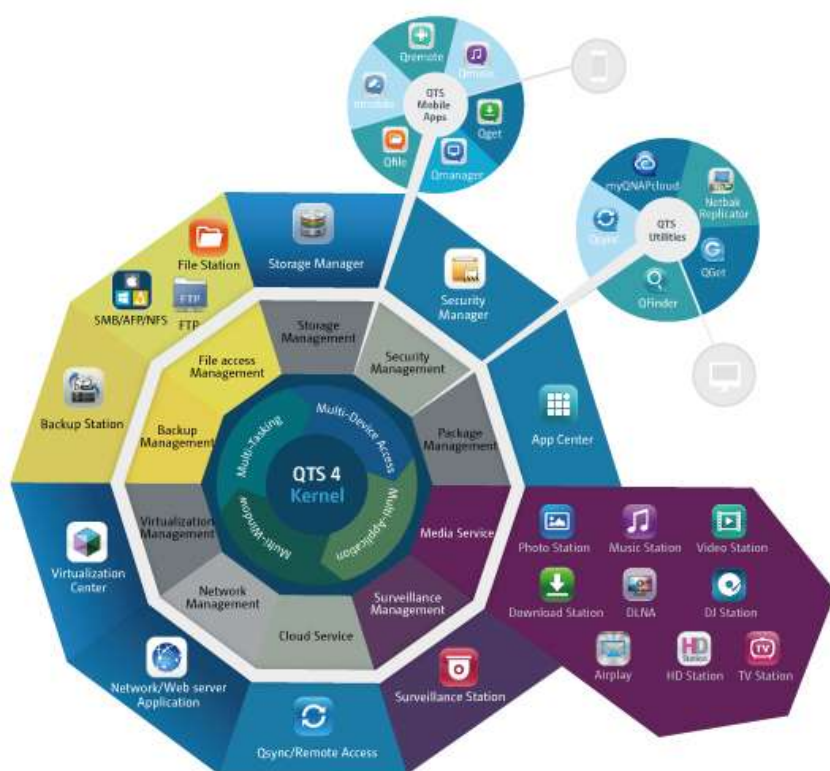 Qremote
Qmusic
QTS
Mobile
Apps
Qget
Qfile
Qmanager
myQNAPcloud
Netbak
Replicator
QTS
Utilities
Qsync
QGet
QFinder
File Station
Storage Manager
Security
Manager
SMB/AFP/NFS
FTP
FTP
Storage
Management
File access
Management
Security
Management
Backup Station
Backup
Management
Multi-Tasking
Multi-Device Access
Package
Management
App Center
QTS 4
Kernel
Virtualization
Management
Multi-Window
Multi-Application
Media Service
Photo Station
Music Station
Video Station
Virtualization
Center
Network
Management
Surveillance
Management
Download Station
DLNA
DJ Station
Cloud Service
HD
Station
TV
Airplay
HD Station
TV Station
Network/Web server
Application
Surveillance Station
Qsync/Remote Access